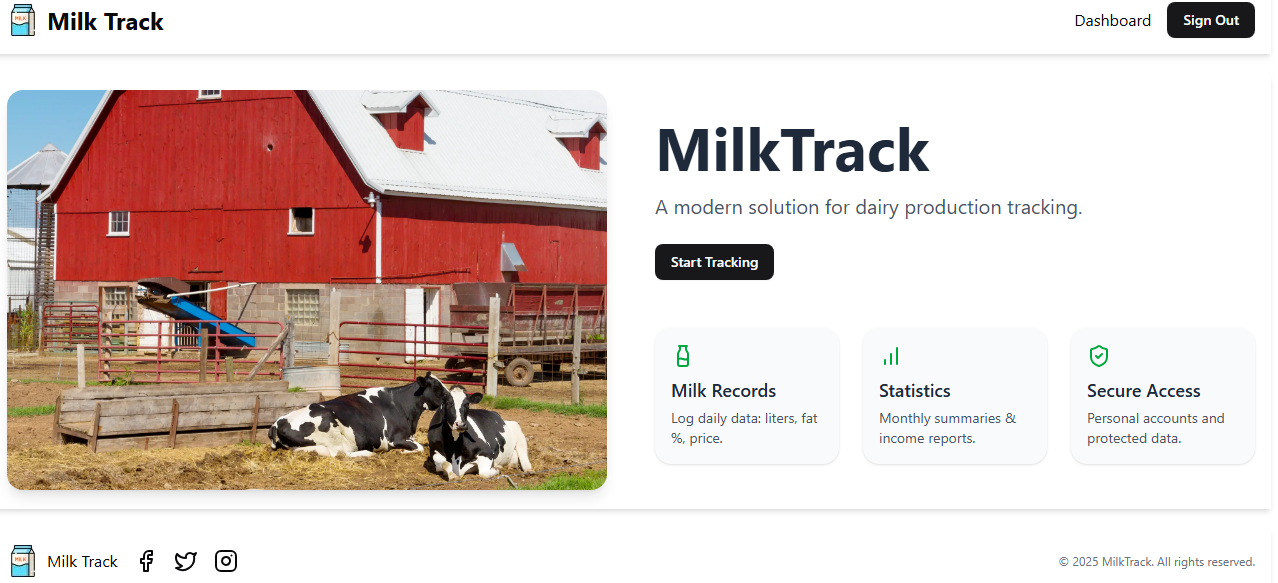 MILK
Milk Track
Dashboard
Sign Out
MilkTrack
A modern solution for dairy production tracking.
Start Tracking
Milk Records
Log daily data: liters, fat
%, price.
Statistics
Monthly summaries &
income reports.
Secure Access
Personal accounts and
protected data.
MILK
Milk Track
© 2025 MilkTrack. All rights reserved.